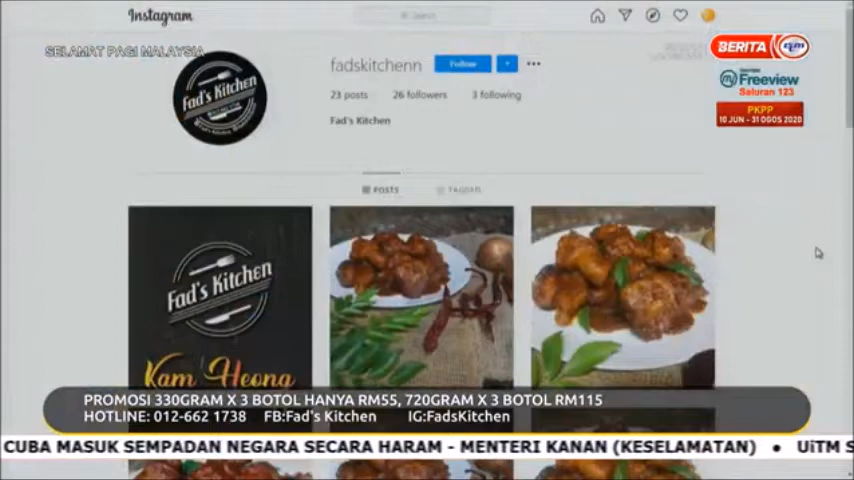 Instagram
Search
SELAMAT PAGI MALAYSIA
BERITA rtm
Freeview
Saluran 123
PKPP
10 JUN - 31 OGOS 2020
Fad's Kitchen
fadskitchenn
Follow
23 posts 26 followers 3 following
Fad's Kitchen
POSTS TAGGED
Fad's Kitchen
Kam Heong
PROMOSI 330GRAM X 3 BOTOL HANYA RM55, 720GRAM X 3 BOTOL RM115
HOTLINE: 012-662 1738 FB:Fad's Kitchen IG:FadsKitchen
CUBA MASUK SEMPADAN NEGARA SECARA HARAM - MENTERI KANAN (KESELAMATAN) • UiTM S